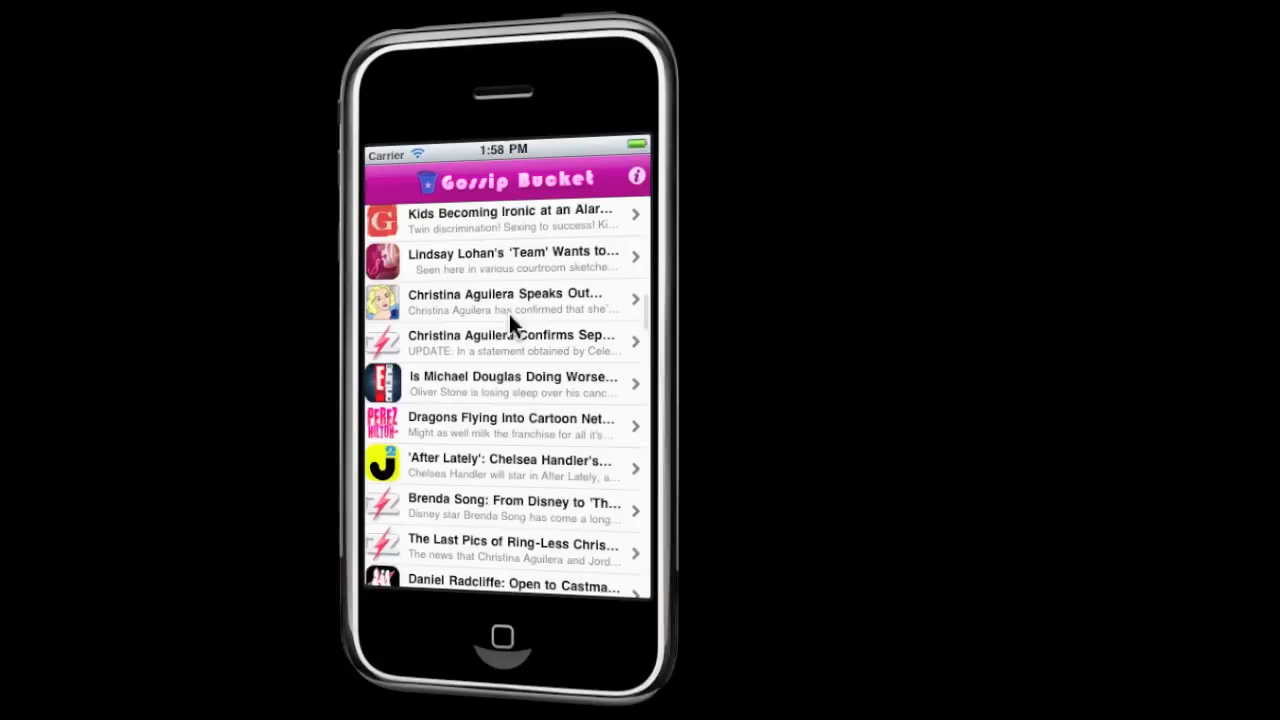 Carrier 1:58 PM
Gossip Bucket
Kids Becoming Ironic at an Alar...
Twin discrimination! Sexing to success! Ki...
Lindsay Lohan's 'Team' Wants to...
Seen here in various courtroom sketche...
Christina Aguilera Speaks Out...
Christina Aguilera has confirmed that she'...
Christina Aguilera Confirms Sep...
UPDATE: In a statement obtained by Cele...
Is Michael Douglas Doing Worse...
Oliver Stone is losing sleep over his canc...
PEREZ HILTON
Dragons Flying Into Cartoon Net...
Might as well milk the franchise for all it's...
'After Lately': Chelsea Handler's...
Chelsea Handler will star in After Lately, a...
Brenda Song: From Disney to 'Th...
Disney star Brenda Song has come a long...
The Last Pics of Ring-Less Chris...
The news that Christina Aguilera and Jord...
Daniel Radcliffe: Open to Castma...